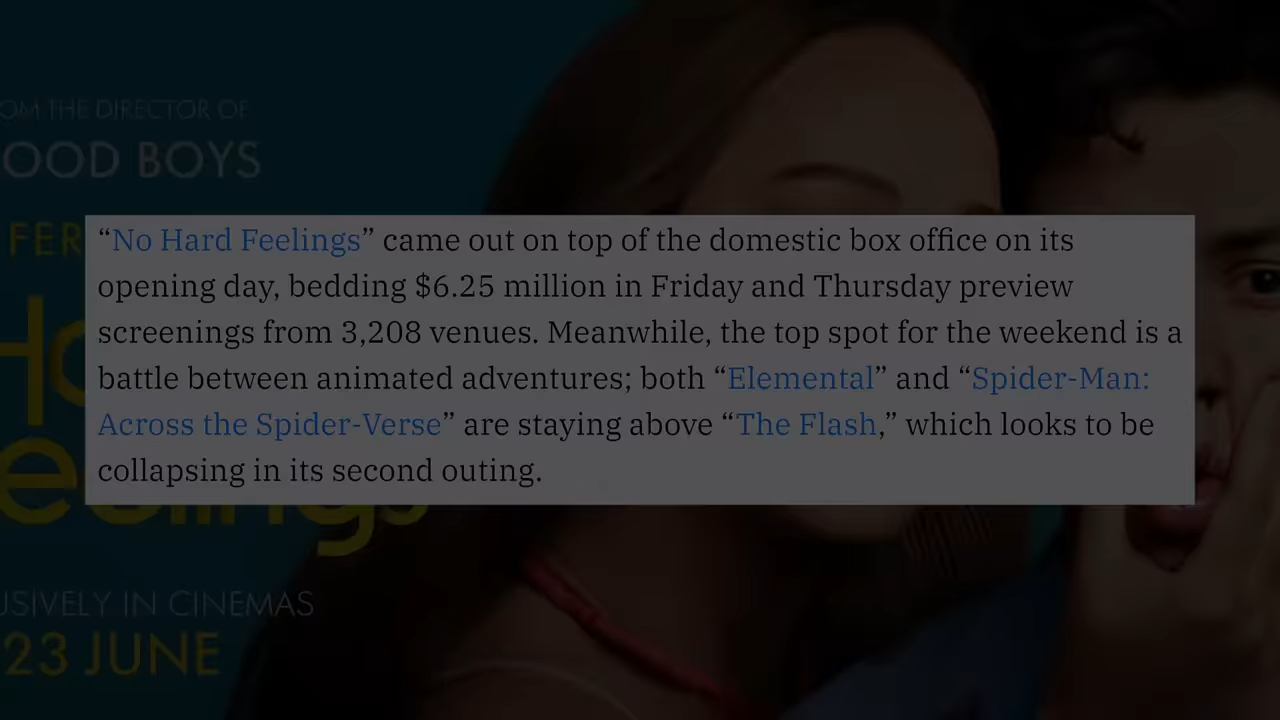 OM THE DIRECTOR OF
OOD BOYS
FER
“No Hard Feelings” came out on top of the domestic box office on its
opening day, bedding $6.25 million in Friday and Thursday preview
screenings from 3,208 venues. Meanwhile, the top spot for the weekend is a
battle between animated adventures; both “Elemental” and “Spider-Man:
Across the Spider-Verse” are staying above “The Flash,” which looks to be
collapsing in its second outing.
Ho
eelings
USIVELY IN CINEMAS
23 JUNE